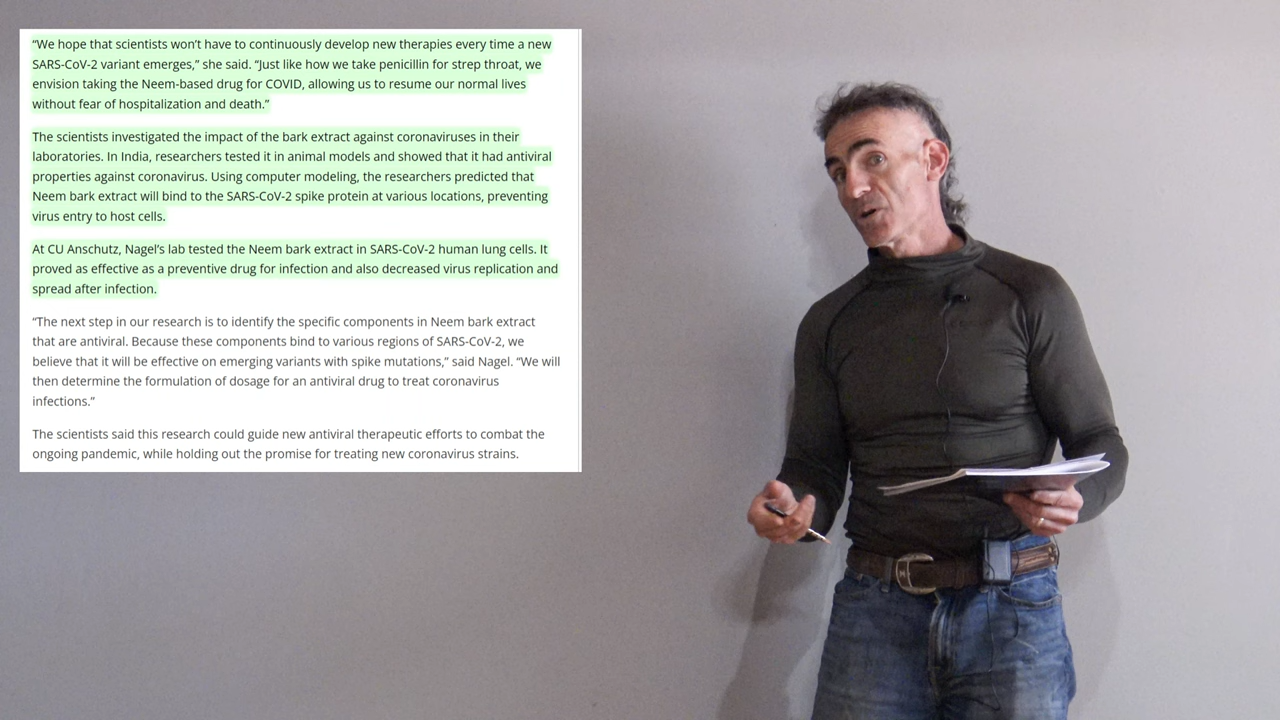 “We hope that scientists won’t have to continuously develop new therapies every time a new
SARS-CoV-2 variant emerges,” she said. “Just like how we take penicillin for strep throat, we
envision taking the Neem-based drug for COVID, allowing us to resume our normal lives
without fear of hospitalization and death.”
The scientists investigated the impact of the bark extract against coronaviruses in their
laboratories. In India, researchers tested it in animal models and showed that it had antiviral
properties against coronavirus. Using computer modeling, the researchers predicted that
Neem bark extract will bind to the SARS-CoV-2 spike protein at various locations, preventing
virus entry to host cells.
At CU Anschutz, Nagel’s lab tested the Neem bark extract in SARS-CoV-2 human lung cells. It
proved as effective as a preventive drug for infection and also decreased virus replication and
spread after infection.
“The next step in our research is to identify the specific components in Neem bark extract
that are antiviral. Because these components bind to various regions of SARS-CoV-2, we
believe that it will be effective on emerging variants with spike mutations,” said Nagel. “We will
then determine the formulation of dosage for an antiviral drug to treat coronavirus
infections.”
The scientists said this research could guide new antiviral therapeutic efforts to combat the
ongoing pandemic, while holding out the promise for treating new coronavirus strains.